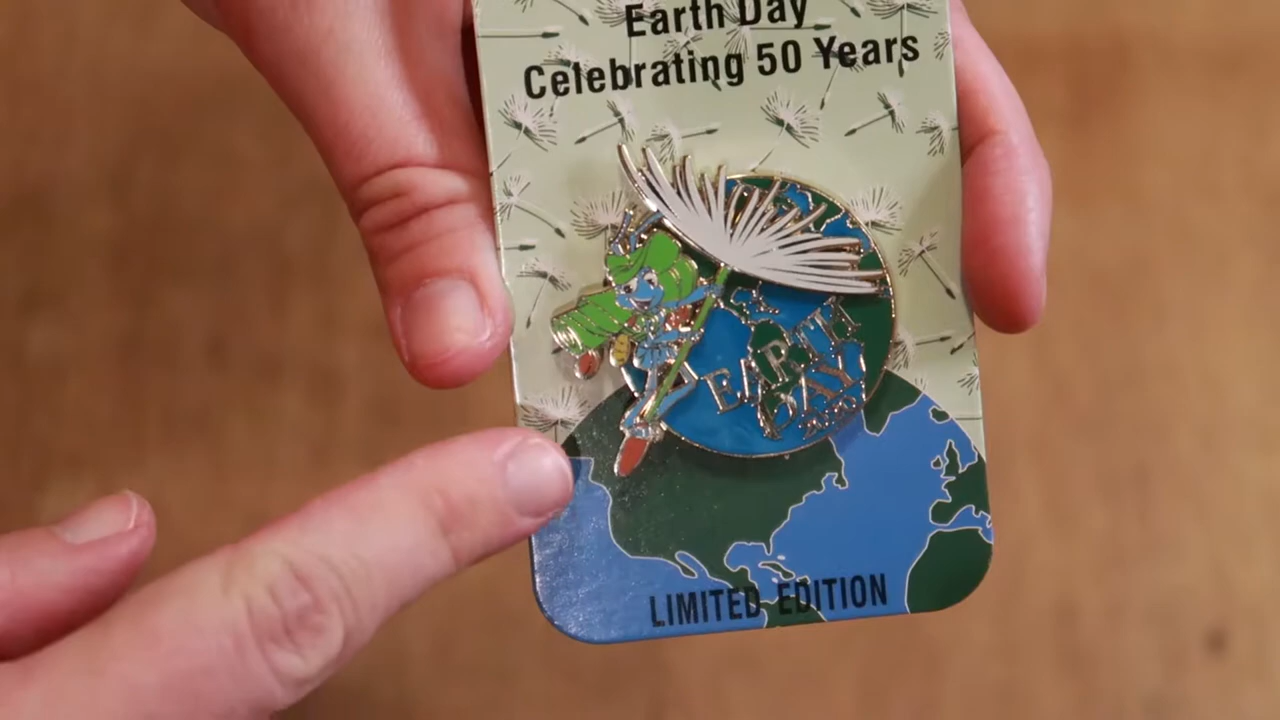 Earth Day
Celebrating 50 Years
EARTH
DAY
2020
LIMITED EDITION